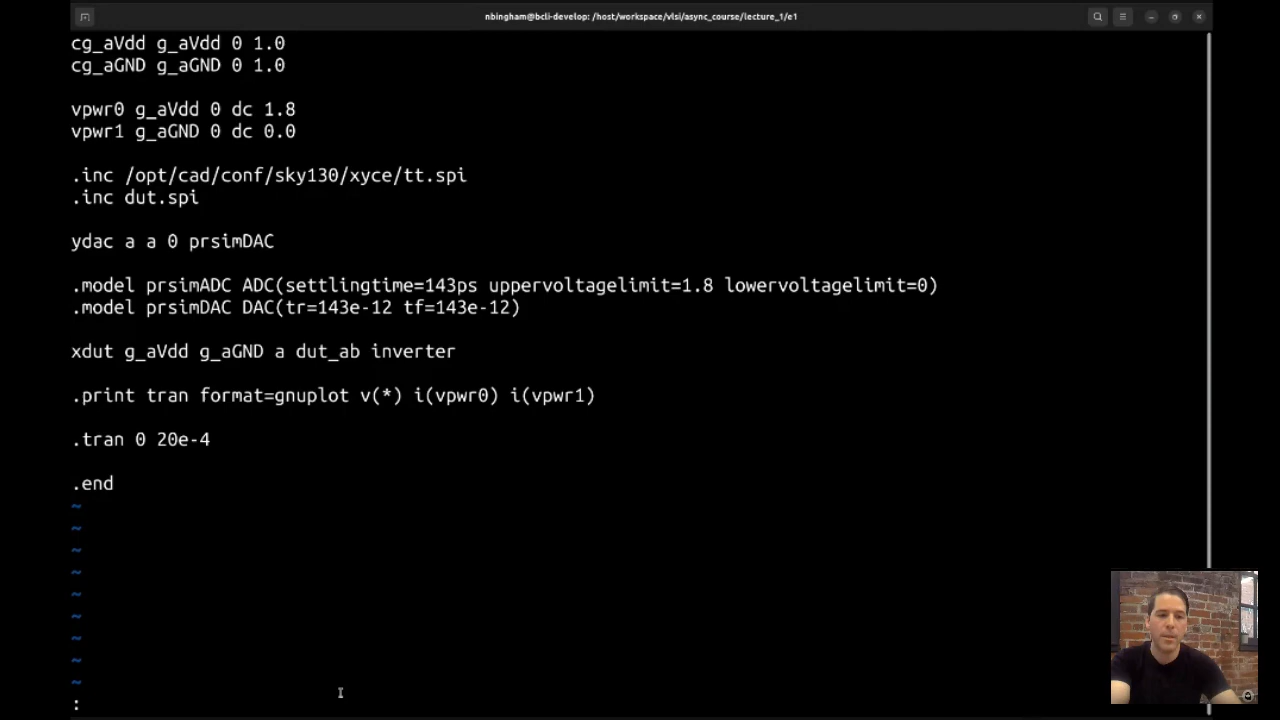 nbingham@bcli-develop: /host/workspace/vlsi/async_course/lecture_1/e1
cg_aVdd g_aVdd 0 1.0
cg_aGND g_aGND 0 1.0
vpwr0 g_aVdd 0 dc 1.8
vpwr1 g_aGND 0 dc 0.0
.inc /opt/cad/conf/sky130/xyce/tt.spi
.inc dut.spi
ydac a a 0 prsimDAC
.model prsimADC ADC(settlingtime=143ps uppervoltagelimit=1.8 lowervoltagelimit=0)
.model prsimDAC DAC(tr=143e-12 tf=143e-12)
xdut g_aVdd g_aGND a dut_ab inverter
.print tran format=gnuplot v(*) i(vpwr0) i(vpwr1)
.tran 0 20e-4
.end
~
~
~
~
~
~
~
~
~
: